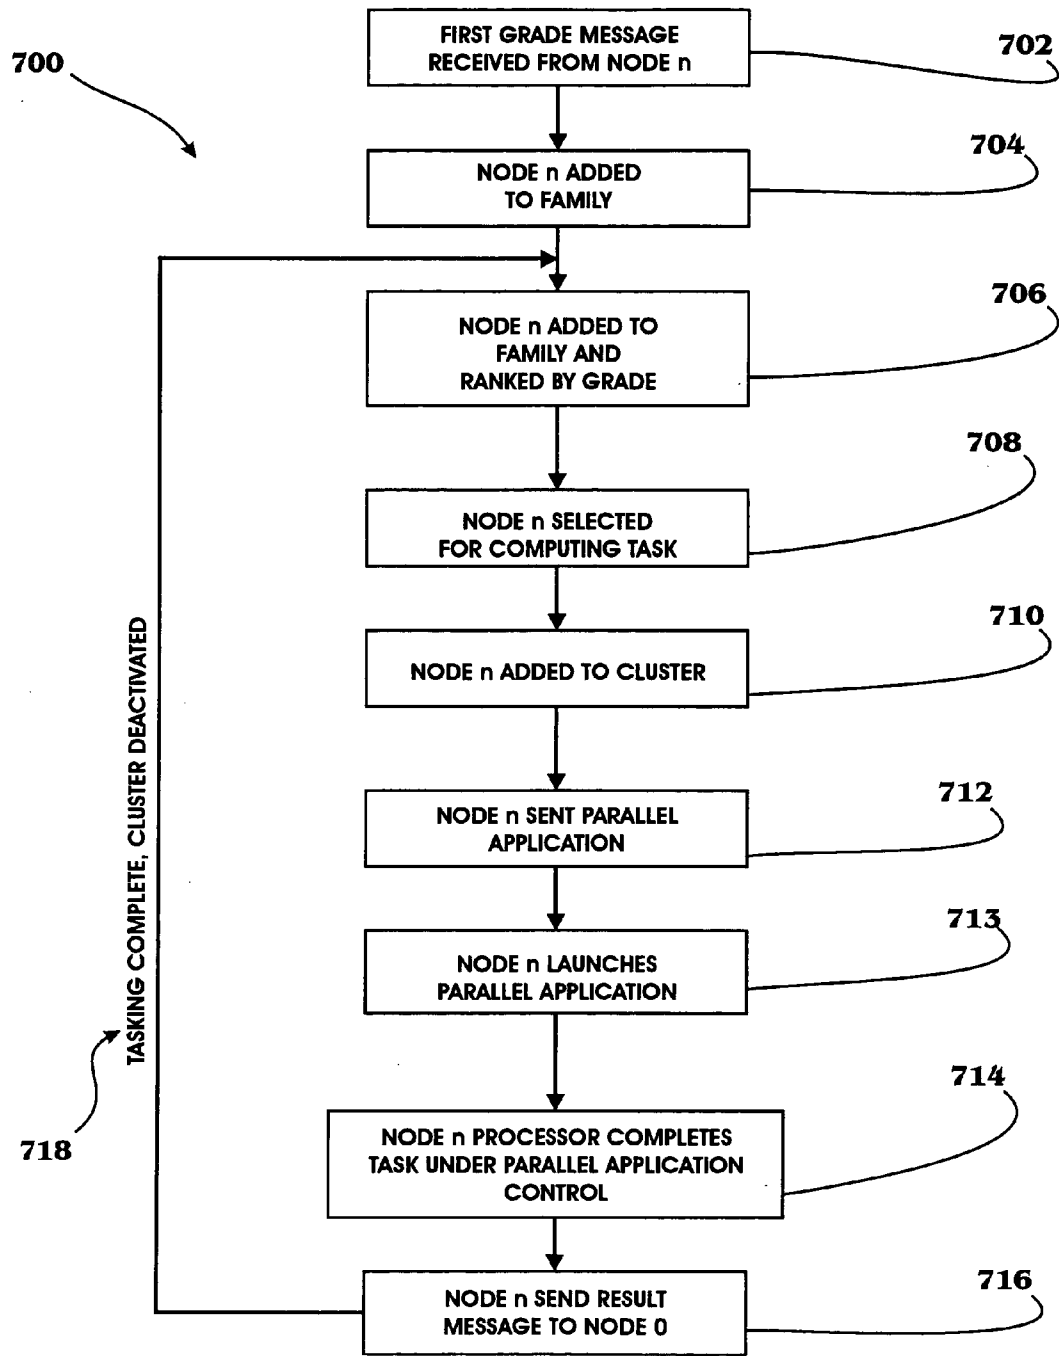 FIRST GRADE MESSAGE
RECEIVED FROM NODE n
702
700
704
NODE n ADDED
TO FAMILY
706
NODE n ADDED TO
FAMILY AND
RANKED BY GRADE
708
NODE n SELECTED
FOR COMPUTING TASK
710
NODE n ADDED TO CLUSTER
712
NODE n SENT PARALLEL
APPLICATION
713
NODE n LAUNCHES
PARALLEL APPLICATION
714
NODE n PROCESSOR COMPLETES
TASK UNDER PARALLEL APPLICATION
CONTROL
716
NODE n SEND RESULT
MESSAGE TO NODE 0
TASKING COMPLETE, CLUSTER DEACTIVATED
718